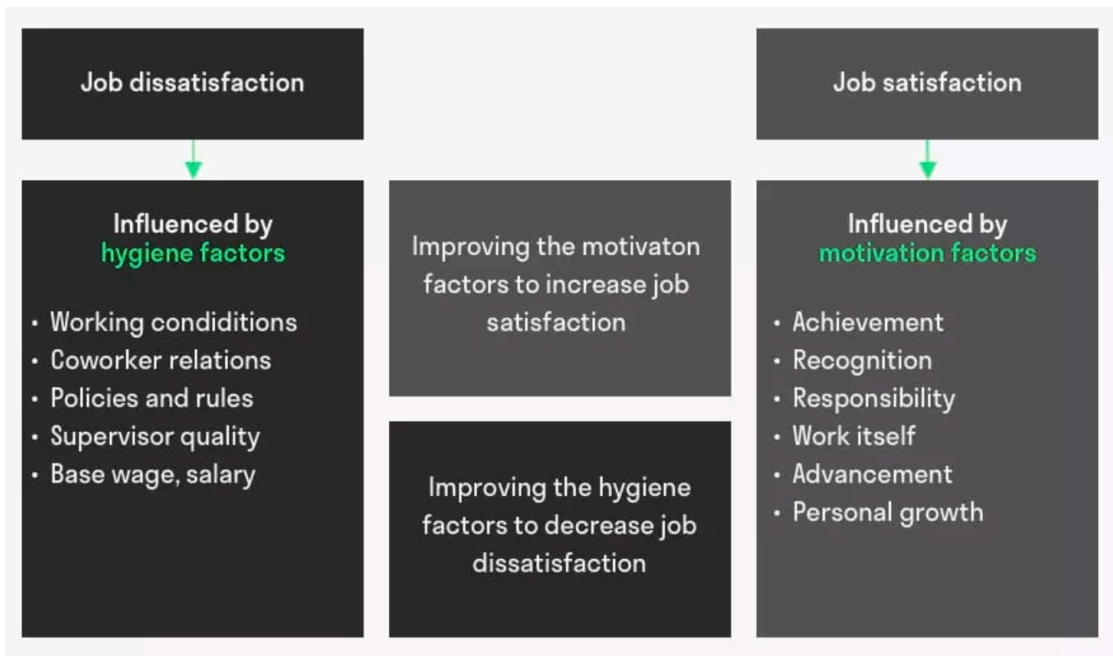 Job dissatisfaction
Job satisfaction
Influenced by
hygiene factors
• Working condiditions
• Coworker relations
• Policies and rules
• Supervisor quality
• Base wage, salary
Improving the motivaton
factors to increase job
satisfaction
Improving the hygiene
factors to decrease job
dissatisfaction
Influenced by
motivation factors
• Achievement
• Recognition
• Responsibility
• Work itself
• Advancement
• Personal growth